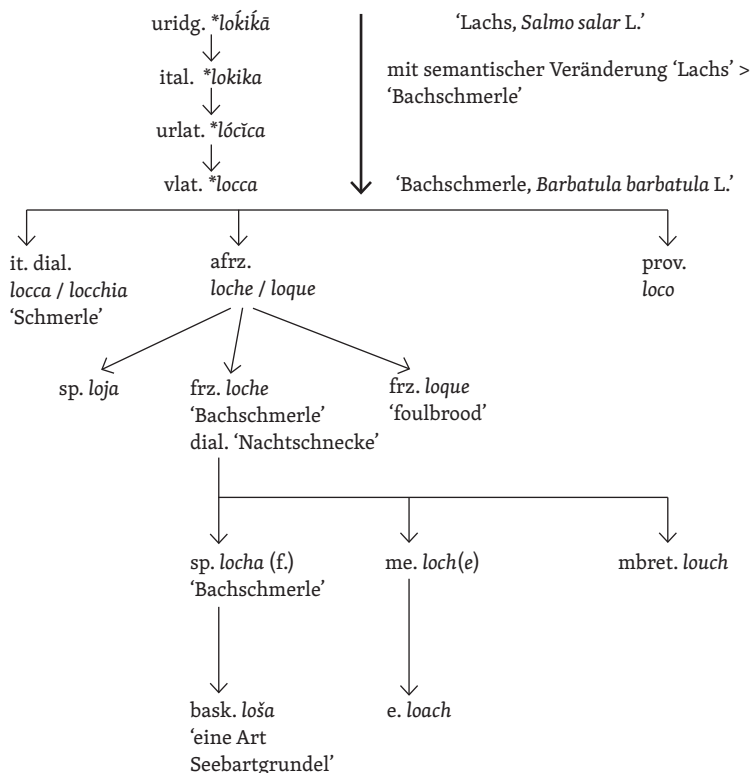 uridg. *loḱiḱā
‘Lachs, Salmo salar L.’
ital. *lokika
mit semantischer Veränderung ‘Lachs’ >
‘Bachschmerle’
urlat. *lócĭca
vlat. *locca
‘Bachschmerle, Barbatula barbatula L.’
it. dial.
locca / locchia
‘Schmerle’
afrz.
loche / loque
prov.
loco
sp. loja
frz. loche
‘Bachschmerle’
dial. ‘Nachtschnecke’
frz. loque
‘foulbrood’
sp. locha (f.)
‘Bachschmerle’
me. loch(e)
mbret. louch
bask. loša
‘eine Art
Seebartgrundel’
e. loach